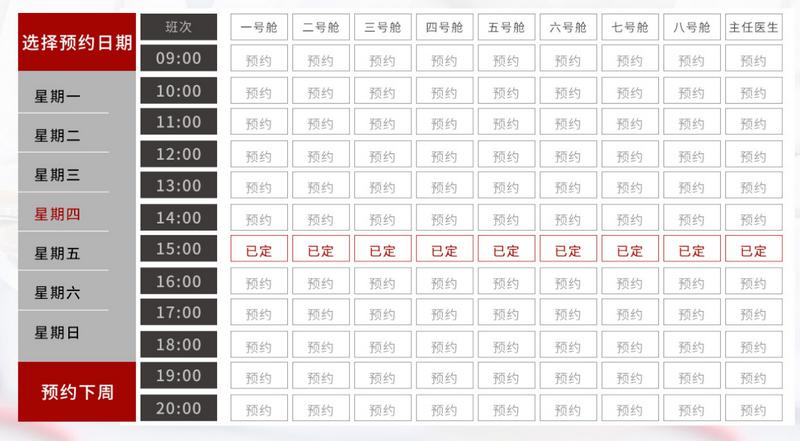 选择预约日期
星期一
星期二
星期三
星期四
星期五
星期六
星期日
预约下周
班次 一号舱 二号舱 三号舱 四号舱 五号舱 六号舱 七号舱 八号舱 主任医生
09:00 预约 预约 预约 预约 预约 预约 预约 预约 预约
10:00 预约 预约 预约 预约 预约 预约 预约 预约 预约
11:00 预约 预约 预约 预约 预约 预约 预约 预约 预约
12:00 预约 预约 预约 预约 预约 预约 预约 预约 预约
13:00 预约 预约 预约 预约 预约 预约 预约 预约 预约
14:00 预约 预约 预约 预约 预约 预约 预约 预约 预约
15:00 已定 已定 已定 已定 已定 已定 已定 已定 已定
16:00 预约 预约 预约 预约 预约 预约 预约 预约 预约
17:00 预约 预约 预约 预约 预约 预约 预约 预约 预约
18:00 预约 预约 预约 预约 预约 预约 预约 预约 预约
19:00 预约 预约 预约 预约 预约 预约 预约 预约 预约
20:00 预约 预约 预约 预约 预约 预约 预约 预约 预约